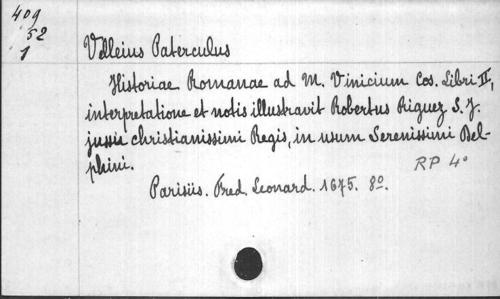 409
52
1
Velleius Paterculus
Historiae Romanae ad M. Vinicium Cos. Libri II,
interpretatione et notis illustravit Robertus Riguez S. J.
jussu christianissimi Regis, in usum Serenissimi Del-
phini.
RP 4°
Parisiis. Fred. Leonard. 1675. 8°.